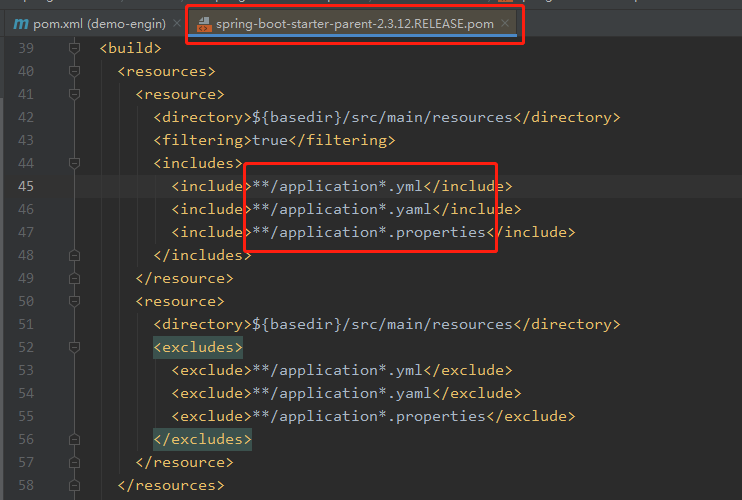 pom.xml (demo-engin)
spring-boot-starter-parent-2.3.12.RELEASE.pom
39 <build>
40 <resources>
41 <resource>
42 <directory>${basedir}/src/main/resources</directory>
43 <filtering>true</filtering>
44 <includes>
45 <include>**/application*.yml</include>
46 <include>**/application*.yaml</include>
47 <include>**/application*.properties</include>
48 </includes>
49 </resource>
50 <resource>
51 <directory>${basedir}/src/main/resources</directory>
52 <excludes>
53 <exclude>**/application*.yml</exclude>
54 <exclude>**/application*.yaml</exclude>
55 <exclude>**/application*.properties</exclude>
56 </excludes>
57 </resource>
58 </resources>